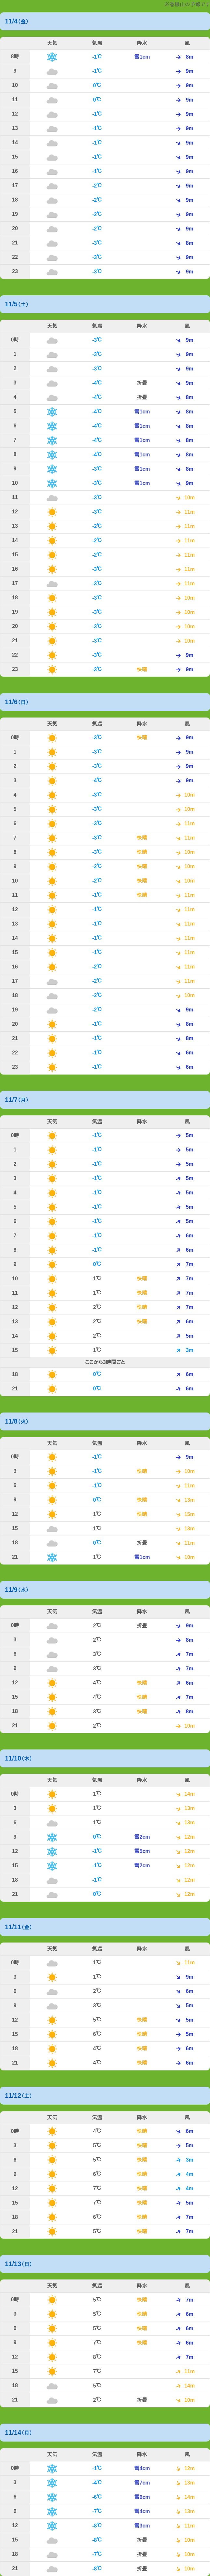 11/4(金)
天気 気温 降水 風
8時 -1℃ 雪1cm 8m
9 -1℃ 9m
10 0℃ 9m
11 0℃ 9m
12 -1℃ 9m
13 -1℃ 9m
14 -1℃ 9m
15 -1℃ 9m
16 -1℃ 9m
17 -2℃ 9m
18 -2℃ 9m
19 -2℃ 9m
20 -2℃ 9m
21 -3℃ 8m
22 -3℃ 9m
23 -3℃ 9m
11/5(土)
天気 気温 降水 風
0時 -3℃ 9m
1 -3℃ 9m
2 -3℃ 9m
3 -4℃ 折曇 9m
4 -4℃ 折曇 8m
5 -4℃ 雪1cm 8m
6 -4℃ 雪1cm 8m
7 -4℃ 雪1cm 8m
8 -4℃ 雪1cm 8m
9 -3℃ 雪1cm 8m
10 -3℃ 雪1cm 9m
11 -3℃ 10m
12 -3℃ 11m
13 -2℃ 11m
14 -2℃ 11m
15 -2℃ 11m
16 -3℃ 11m
17 -3℃ 11m
18 -3℃ 10m
19 -3℃ 10m
20 -3℃ 10m
21 -3℃ 10m
22 -3℃ 9m
23 -3℃ 快晴 9m
11/6(日)
天気 気温 降水 風
0時 -3℃ 快晴 9m
1 -3℃ 9m
2 -3℃ 9m
3 -4℃ 9m
4 -3℃ 10m
5 -3℃ 10m
6 -3℃ 11m
7 -3℃ 快晴 11m
8 -3℃ 快晴 10m
9 -2℃ 快晴 10m
10 -2℃ 快晴 10m
11 -1℃ 快晴 11m
12 -1℃ 11m
13 -1℃ 11m
14 -1℃ 11m
15 -1℃ 11m
16 -2℃ 11m
17 -2℃ 11m
18 -2℃ 10m
19 -2℃ 9m
20 -1℃ 8m
21 -1℃ 8m
22 -1℃ 6m
23 -1℃ 6m
11/7(月)
天気 気温 降水 風
0時 -1℃ 5m
1 -1℃ 5m
2 -1℃ 5m
3 -1℃ 5m
4 -1℃ 5m
5 -1℃ 5m
6 -1℃ 5m
7 -1℃ 6m
8 -1℃ 6m
9 0℃ 7m
10 1℃ 快晴 7m
11 1℃ 快晴 7m
12 2℃ 快晴 7m
13 2℃ 快晴 6m
14 2℃ 5m
15 1℃ 3m
ここから3時間ごと
18 0℃ 6m
21 0℃ 6m
11/8(火)
天気 気温 降水 風
0時 -1℃ 9m
3 -1℃ 快晴 10m
6 -1℃ 11m
9 0℃ 快晴 13m
12 1℃ 快晴 15m
15 1℃ 13m
18 0℃ 折曇 11m
21 1℃ 雪1cm 10m
11/9(水)
天気 気温 降水 風
0時 2℃ 折曇 9m
3 2℃ 8m
6 3℃ 7m
9 3℃ 7m
12 4℃ 快晴 6m
15 4℃ 快晴 7m
18 3℃ 快晴 8m
21 2℃ 10m
11/10(木)
天気 気温 降水 風
0時 1℃ 14m
3 1℃ 13m
6 1℃ 13m
9 0℃ 雪2cm 12m
12 -1℃ 雪5cm 12m
15 -1℃ 雪2cm 12m
18 -1℃ 12m
21 0℃ 12m
11/11(金)
天気 気温 降水 風
0時 1℃ 11m
3 1℃ 9m
6 2℃ 6m
9 3℃ 5m
12 5℃ 快晴 5m
15 6℃ 快晴 5m
18 4℃ 快晴 6m
21 4℃ 快晴 6m
11/12(土)
天気 気温 降水 風
0時 4℃ 快晴 6m
3 5℃ 快晴 5m
6 5℃ 快晴 3m
9 6℃ 快晴 4m
12 7℃ 快晴 4m
15 7℃ 快晴 5m
18 6℃ 快晴 7m
21 5℃ 快晴 7m
11/13(日)
天気 気温 降水 風
0時 5℃ 快晴 7m
3 5℃ 快晴 6m
6 5℃ 快晴 6m
9 7℃ 快晴 6m
12 8℃ 7m
15 7℃ 11m
18 5℃ 14m
21 2℃ 折曇 10m
11/14(月)
天気 気温 降水 風
0時 -1℃ 雪4cm 12m
3 -4℃ 雪7cm 13m
6 -6℃ 雪6cm 14m
9 -7℃ 雪4cm 13m
12 -8℃ 雪3cm 11m
15 -8℃ 折曇 10m
18 -7℃ 折曇 10m
21 -8℃ 折曇 10m